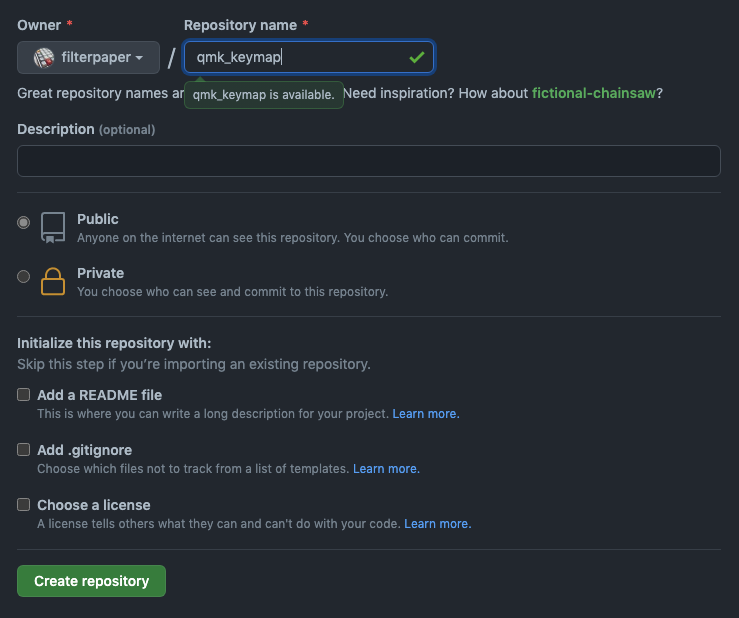 Owner *
Repository name *
filterpaper
/
qmk_keymap
Great repository names ar
qmk_keymap is available.
Need inspiration? How about fictional-chainsaw?
Description (optional)
Public
Anyone on the internet can see this repository. You choose who can commit.
Private
You choose who can see and commit to this repository.
Initialize this repository with:
Skip this step if you’re importing an existing repository.
Add a README file
This is where you can write a long description for your project. Learn more.
Add .gitignore
Choose which files not to track from a list of templates. Learn more.
Choose a license
A license tells others what they can and can't do with your code. Learn more.
Create repository